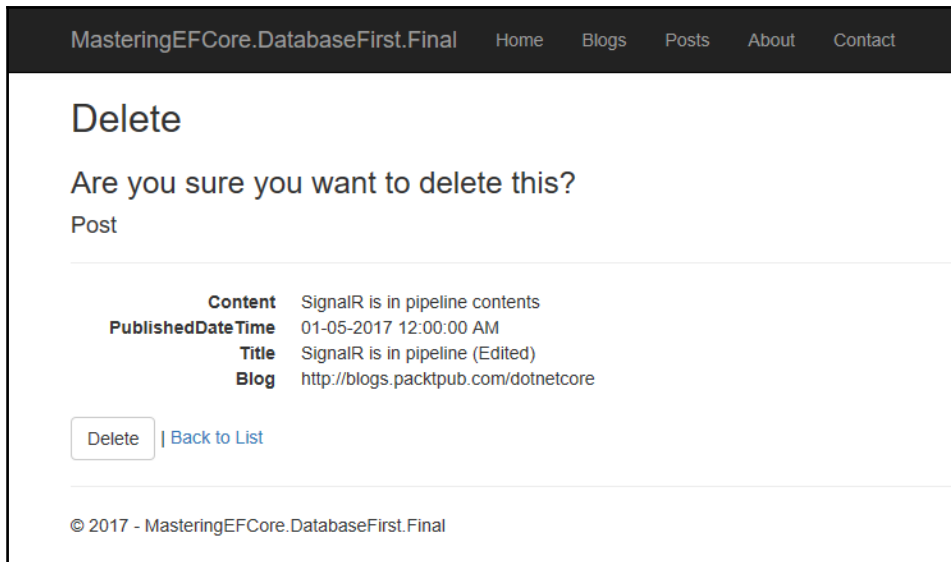 MasteringEFCore.DatabaseFirst.Final Home Blogs Posts About Contact
Delete
Are you sure you want to delete this?
Post
Content SignalR is in pipeline contents
PublishedDateTime 01-05-2017 12:00:00 AM
Title SignalR is in pipeline (Edited)
Blog http://blogs.packtpub.com/dotnetcore
Delete | Back to List
© 2017 - MasteringEFCore.DatabaseFirst.Final